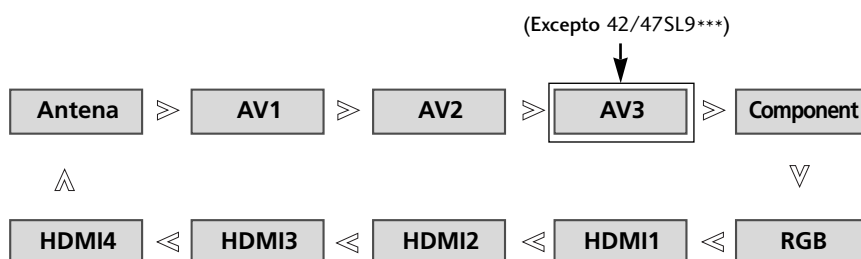 (Excepto 42/47SL9***)
Antena AV1 AV2 AV3 Component
HDMI4 HDMI3 HDMI2 HDMI1 RGB